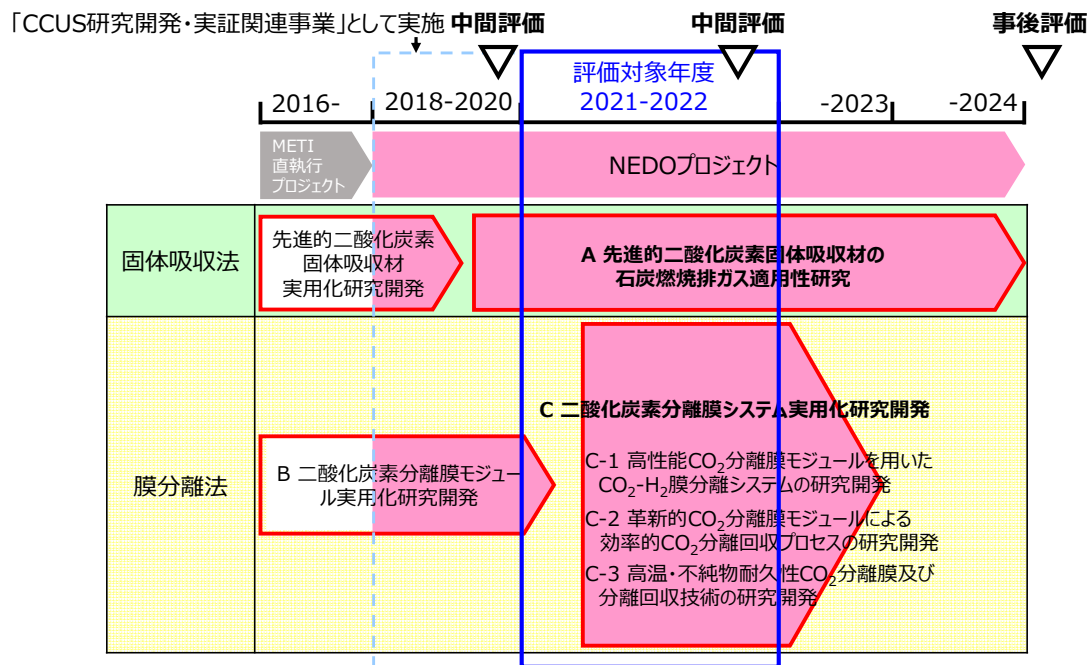 「CCUS研究開発・実証関連事業」として実施
中間評価
中間評価
事後評価
評価対象年度
2021-2022
2016-
2018-2020
-2023
-2024
METI
直執行
プロジェクト
NEDOプロジェクト
固体吸収法
先進的二酸化炭素
固体吸収材
実用化研究開発
A 先進的二酸化炭素固体吸収材の
石炭燃焼排ガス適用性研究
膜分離法
B 二酸化炭素分離膜モジュー
ル実用化研究開発
C 二酸化炭素分離膜システム実用化研究開発
C-1 高性能CO₂分離膜モジュールを用いた
CO₂-H₂膜分離システムの研究開発
C-2 革新的CO₂分離膜モジュールによる
効率的CO₂分離回収プロセスの研究開発
C-3 高温・不純物耐久性CO₂分離膜及び
分離回収技術の研究開発